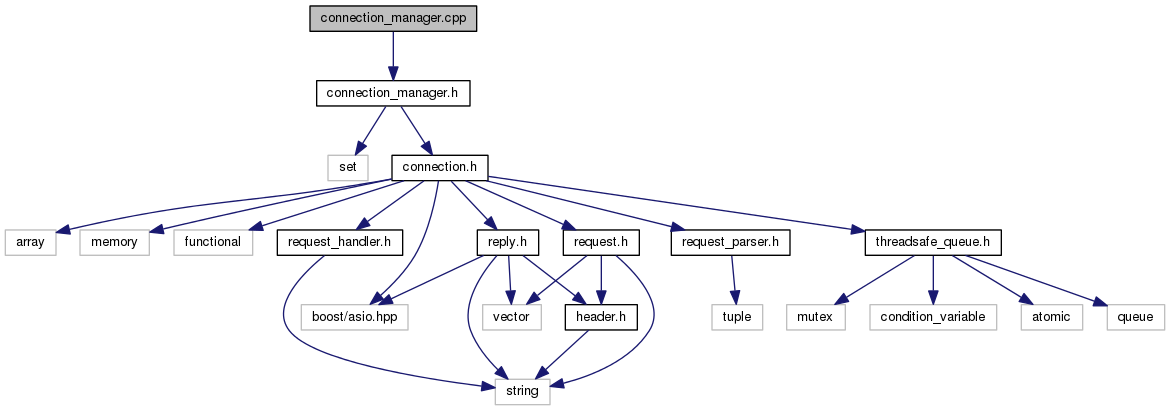 connection_manager.cpp
connection_manager.h
set
connection.h
array
memory
functional
request_handler.h
reply.h
request.h
request_parser.h
threadsafe_queue.h
boost/asio.hpp
vector
header.h
tuple
mutex
condition_variable
atomic
queue
string